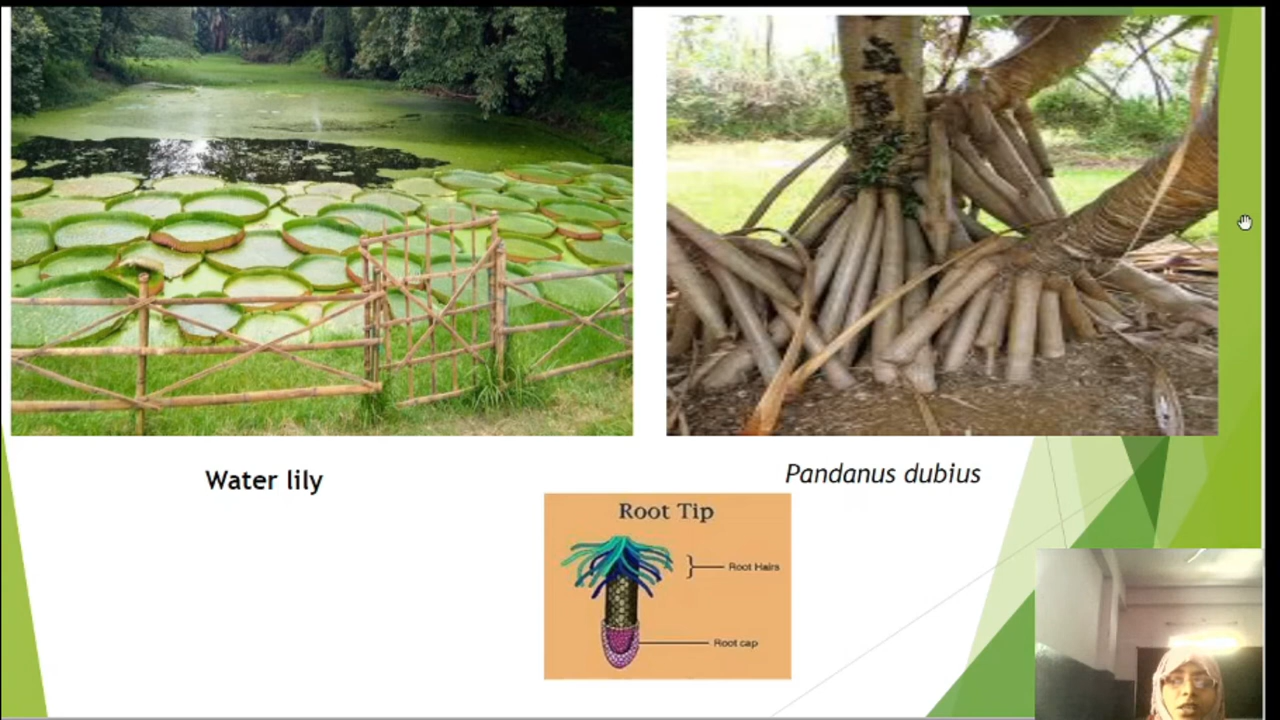 Water lily
Pandanus dubius
Root Tip
Root Hairs
Root cap